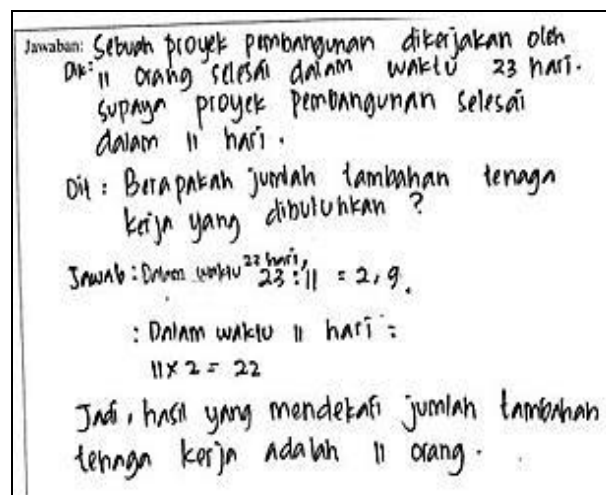 Jawaban: Sebuah proyek pembangunan dikerjakan oleh
Dik: 11 orang selesai dalam waktu 23 hari.
supaya proyek pembangunan selesai
dalam 11 hari.
Dit : Berapakah jumlah tambahan tenaga
kerja yang dibutuhkan ?
Jawab : Dalam waktu 23 hari,
23 : 11 = 2,9.
: Dalam waktu 11 hari =
11 x 2 = 22
Jadi, hasil yang mendekati jumlah tambahan
tenaga kerja adalah 11 orang.